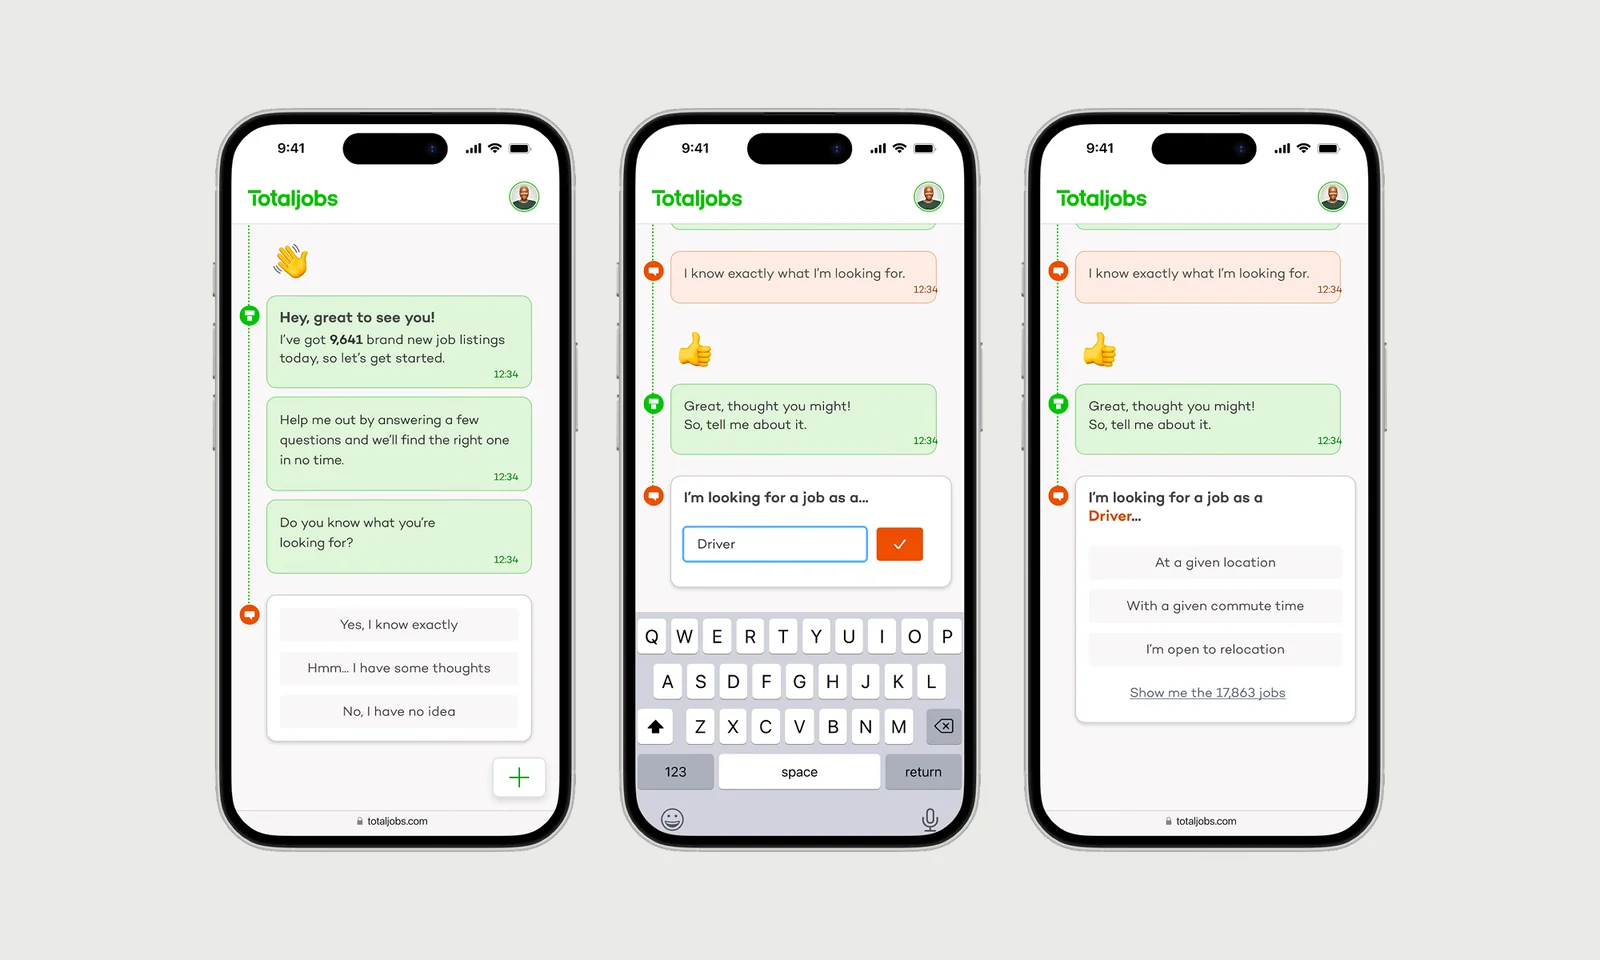 9:41
Totaljobs
Hey, great to see you!
I've got 9,641 brand new job listings
today, so let's get started.
12:34
Help me out by answering a few
questions and we'll find the right one
in no time.
12:34
Do you know what you're
looking for?
12:34
Yes, I know exactly
Hmm... I have some thoughts
No, I have no idea
totaljobs.com
9:41
Totaljobs
I know exactly what I'm looking for.
12:34
Great, thought you might!
So, tell me about it.
12:34
I'm looking for a job as a...
Driver
Q W E R T Y U I O P
A S D F G H J K L
Z X C V B N M
123 space return
9:41
Totaljobs
I know exactly what I'm looking for.
12:34
Great, thought you might!
So, tell me about it.
12:34
I'm looking for a job as a
Driver...
At a given location
With a given commute time
I'm open to relocation
Show me the 17,863 jobs
totaljobs.com